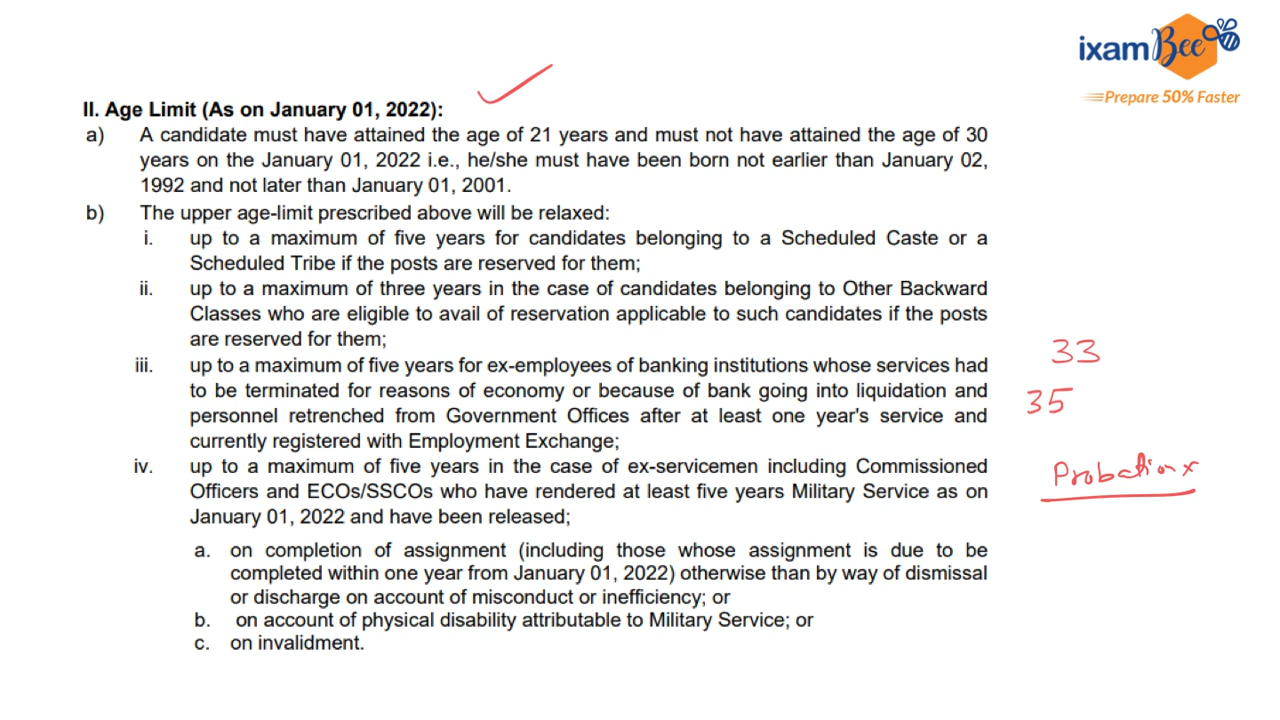 ixamBee
Prepare 50% Faster
II. Age Limit (As on January 01, 2022):
a) A candidate must have attained the age of 21 years and must not have attained the age of 30
years on the January 01, 2022 i.e., he/she must have been born not earlier than January 02,
1992 and not later than January 01, 2001.
b) The upper age-limit prescribed above will be relaxed:
i. up to a maximum of five years for candidates belonging to a Scheduled Caste or a
Scheduled Tribe if the posts are reserved for them;
ii. up to a maximum of three years in the case of candidates belonging to Other Backward
Classes who are eligible to avail of reservation applicable to such candidates if the posts
are reserved for them;
iii. up to a maximum of five years for ex-employees of banking institutions whose services had
to be terminated for reasons of economy or because of bank going into liquidation and
personnel retrenched from Government Offices after at least one year's service and
currently registered with Employment Exchange;
iv. up to a maximum of five years in the case of ex-servicemen including Commissioned
Officers and ECOs/SSCOs who have rendered at least five years Military Service as on
January 01, 2022 and have been released;
a. on completion of assignment (including those whose assignment is due to be
completed within one year from January 01, 2022) otherwise than by way of dismissal
or discharge on account of misconduct or inefficiency; or
b. on account of physical disability attributable to Military Service; or
c. on invalidment.
33
35
Probation x